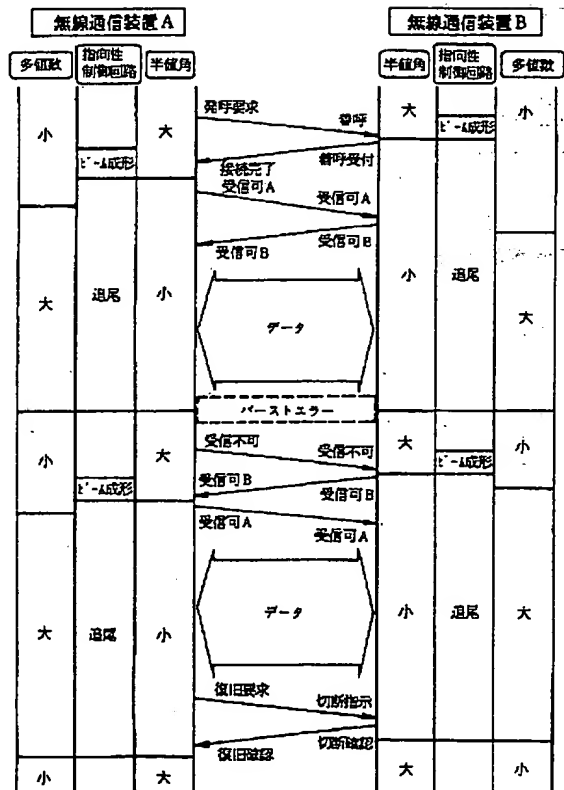 無線通信装置A
無線通信装置B
多値数
指向性
制御回路
半値角
半値角
指向性
制御回路
多値数
小
大
発呼要求
着呼
大
ビーム成形
小
ビーム成形
接続完了
着呼受付
受信可A
受信可A
受信可B
受信可B
大
追尾
小
データ
小
追尾
大
バーストエラー
小
大
受信不可
受信不可
大
ビーム成形
小
ビーム成形
受信可B
受信可B
受信可A
受信可A
大
追尾
小
データ
小
追尾
大
復旧要求
切断指示
復旧確認
切断確認
小
大
大
小